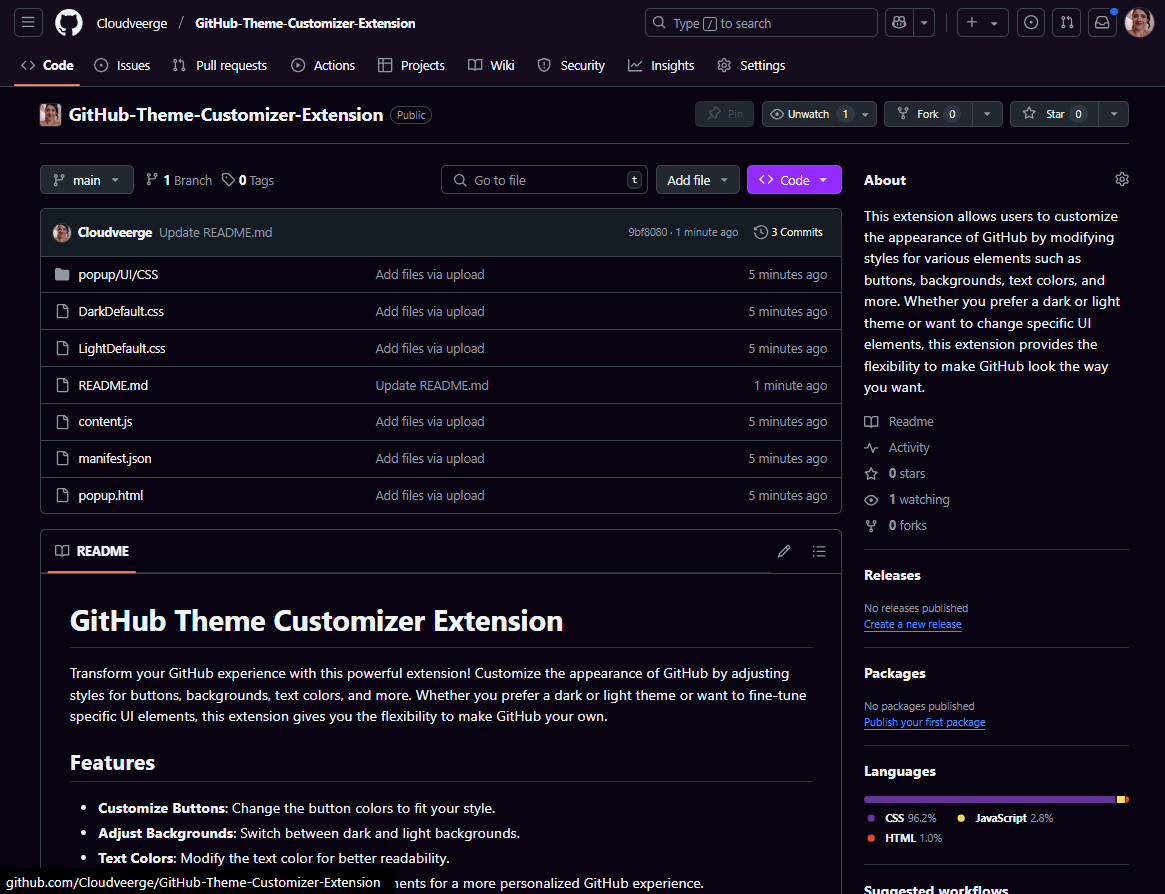 Cloudveerge / GitHub-Theme-Customizer-Extension
Type / to search
Code
Issues
Pull requests
Actions
Projects
Wiki
Security
Insights
Settings
GitHub-Theme-Customizer-Extension Public
Pin
Unwatch 1
Fork 0
Star 0
main
1 Branch
0 Tags
Go to file t
Add file
Code
Cloudveerge Update README.md 9bf8080 · 1 minute ago 3 Commits
popup/UI/CSS Add files via upload 5 minutes ago
DarkDefault.css Add files via upload 5 minutes ago
LightDefault.css Add files via upload 5 minutes ago
README.md Update README.md 1 minute ago
content.js Add files via upload 5 minutes ago
manifest.json Add files via upload 5 minutes ago
popup.html Add files via upload 5 minutes ago
README
GitHub Theme Customizer Extension
Transform your GitHub experience with this powerful extension! Customize the appearance of GitHub by adjusting
styles for buttons, backgrounds, text colors, and more. Whether you prefer a dark or light theme or want to fine-tune
specific UI elements, this extension gives you the flexibility to make GitHub your own.
Features
• Customize Buttons: Change the button colors to fit your style.
• Adjust Backgrounds: Switch between dark and light backgrounds.
• Text Colors: Modify the text color for better readability.
for a more personalized GitHub experience.
github.com/Cloudveerge/GitHub-Theme-Customizer-Extension
About
This extension allows users to customize
the appearance of GitHub by modifying
styles for various elements such as
buttons, backgrounds, text colors, and
more. Whether you prefer a dark or light
theme or want to change specific UI
elements, this extension provides the
flexibility to make GitHub look the way
you want.
Readme
Activity
0 stars
1 watching
0 forks
Releases
No releases published
Create a new release
Packages
No packages published
Publish your first package
Languages
CSS 96.2%
JavaScript 2.8%
HTML 1.0%
Suggested workflows